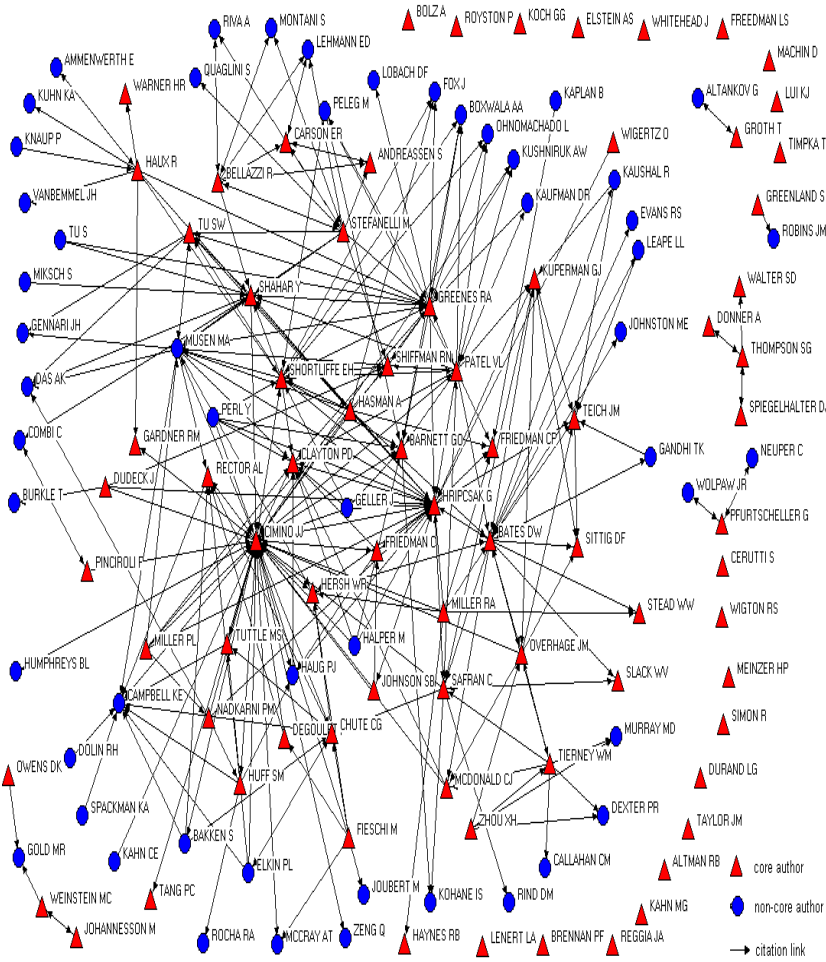 RIVA A
MONTANI S
BOLZ A
ROYSTON P
KOCH GG
ELSTEIN AS
WHITEHEAD J
FREEDMAN LS
LEHMANN ED
AMMENWERTH E
QUAGLINI S
MACHIN D
WARNER HR
LOBACH DF
FOX J
KAPLAN B
ALTANKOV G
LUI KJ
KUHN KA
PELEG M
BOXWALA AA
OHNOMACHADO L
WIGERTZ O
GROTH T
TIMPKA T
KNAUP P
CARSON ER
KUSHNIRUK AW
HAUX R
BELLAZZI R
ANDREASSEN S
KAUSHAL R
VANBEMMEL JH
KAUFMAN DR
GREENLAND S
EVANS RS
TU SW
STEFANELLI M
TU S
ROBINS JM
LEAPE LL
MIKSCH S
SHAHAR Y
GREENES RA
KUPERMAN GJ
WALTER SD
GENNARI JH
MUSEN MA
JOHNSTON ME
DONNER A
SHIFFMAN RN
PATEL VL
THOMPSON SG
DAS AK
SHORTLIFFE EH
HASMAN A
PERL Y
TEICH JM
SPIEGELHALTER D
COMBI C
GARDNER RM
BARNETT GO
FRIEDMAN CP
CLAYTON PD
GANDHI TK
NEUPER C
RECTOR AL
DUDECK J
BURKLE T
GELLER J
HRIPCSAK G
WOLPAW JR
PFURTSCHELLER G
CIMINO JJ
BATES DW
SITTIG DF
FRIEDMAN C
PINCIROLI F
CERUTTI S
HERSH WR
MILLER RA
STEAD WW
WIGTON RS
MILLER PL
TUTTLE MS
HALPER M
OVERHAGE JM
HUMPHREYS BL
HAUG PJ
JOHNSON SB
SAFRAN C
SLACK WV
MEINZER HP
CAMPBELL KE
NADKARNI PM
DEGOULET
CHUTE CG
MURRAY MD
SIMON R
DOLIN RH
TIERNEY WM
OWENS DK
HUFF SM
MCDONALD CJ
DURAND LG
SPACKMAN KA
ZHOU XH
DEXTER PR
TAYLOR JM
BAKKEN S
FIESCHI M
GOLD MR
KAHN CE
ELKIN PL
CALLAHAN CM
ALTMAN RB
core author
WEINSTEIN MC
TANG PC
JOUBERT M
KOHANE IS
RIND DM
KAHN MG
non-core author
JOHANNESSON M
ROCHA RA
MCCRAY AT
ZENG Q
HAYNES RB
LENERT LA
BRENNAN PF
REGGIA JA
citation link